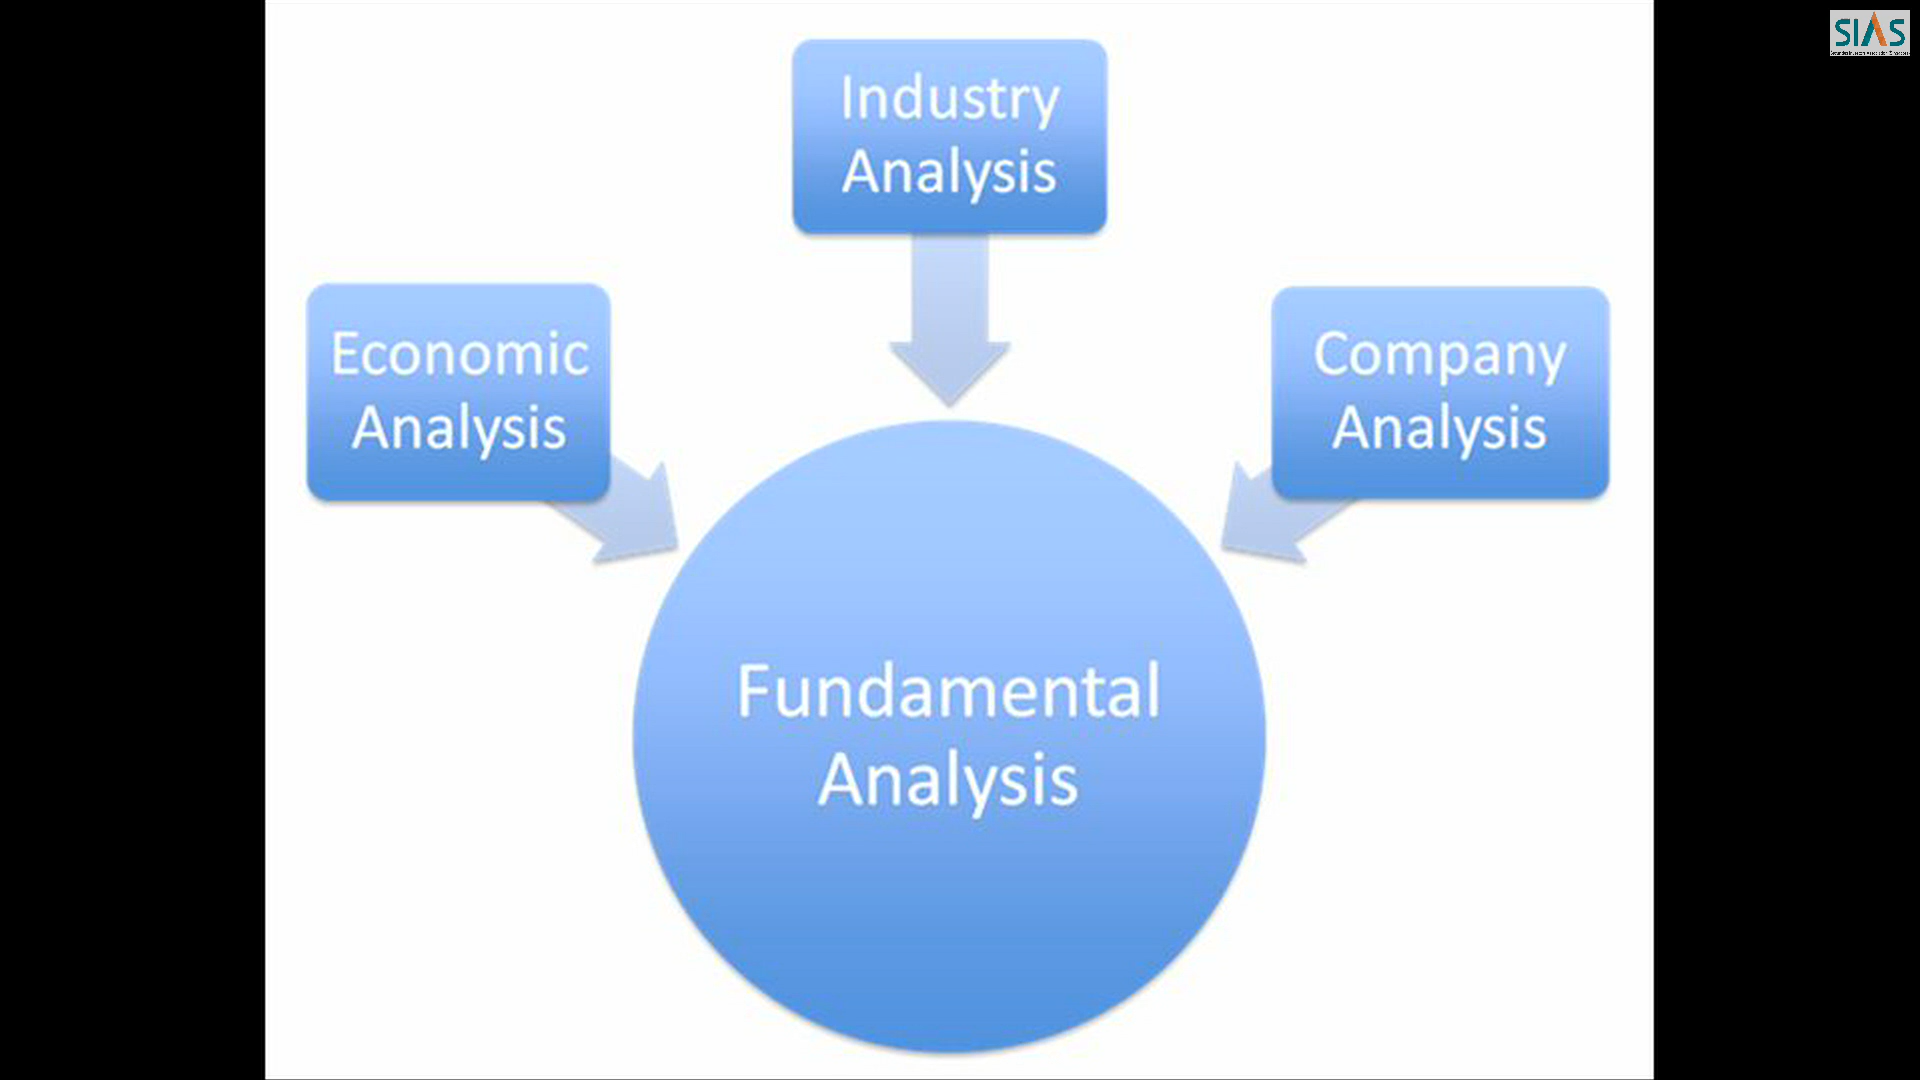 SIAS
Industry
Analysis
Economic
Analysis
Company
Analysis
Fundamental
Analysis